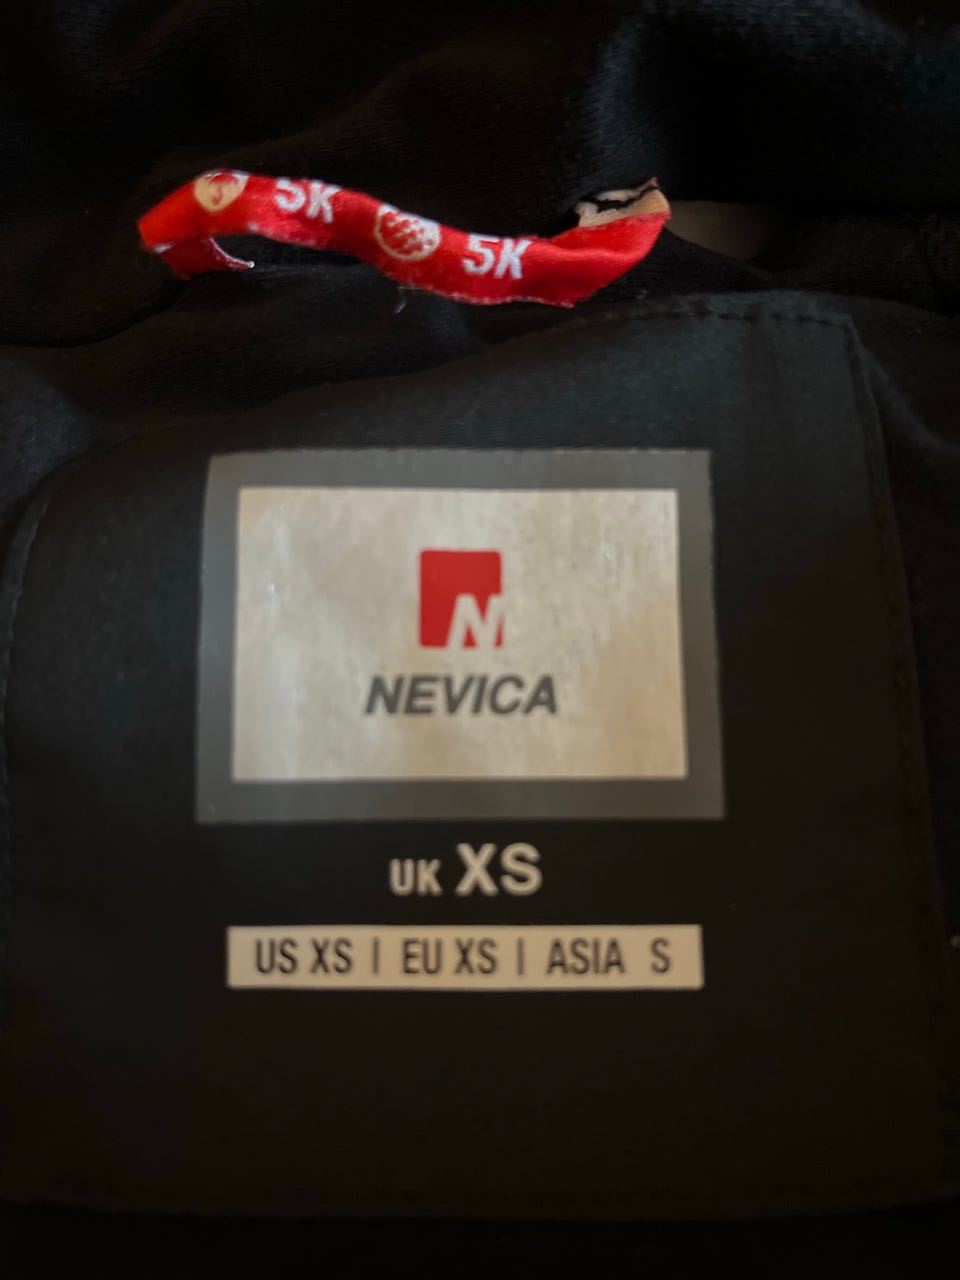 5K 5K
N
NEVICA
UK XS
US XS | EU XS | ASIA S